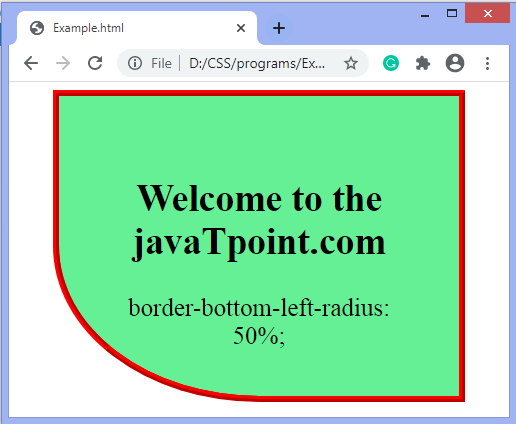 Example.html
File D:/CSS/programs/Ex...
Welcome to the
javaTpoint.com
border-bottom-left-radius:
50%;